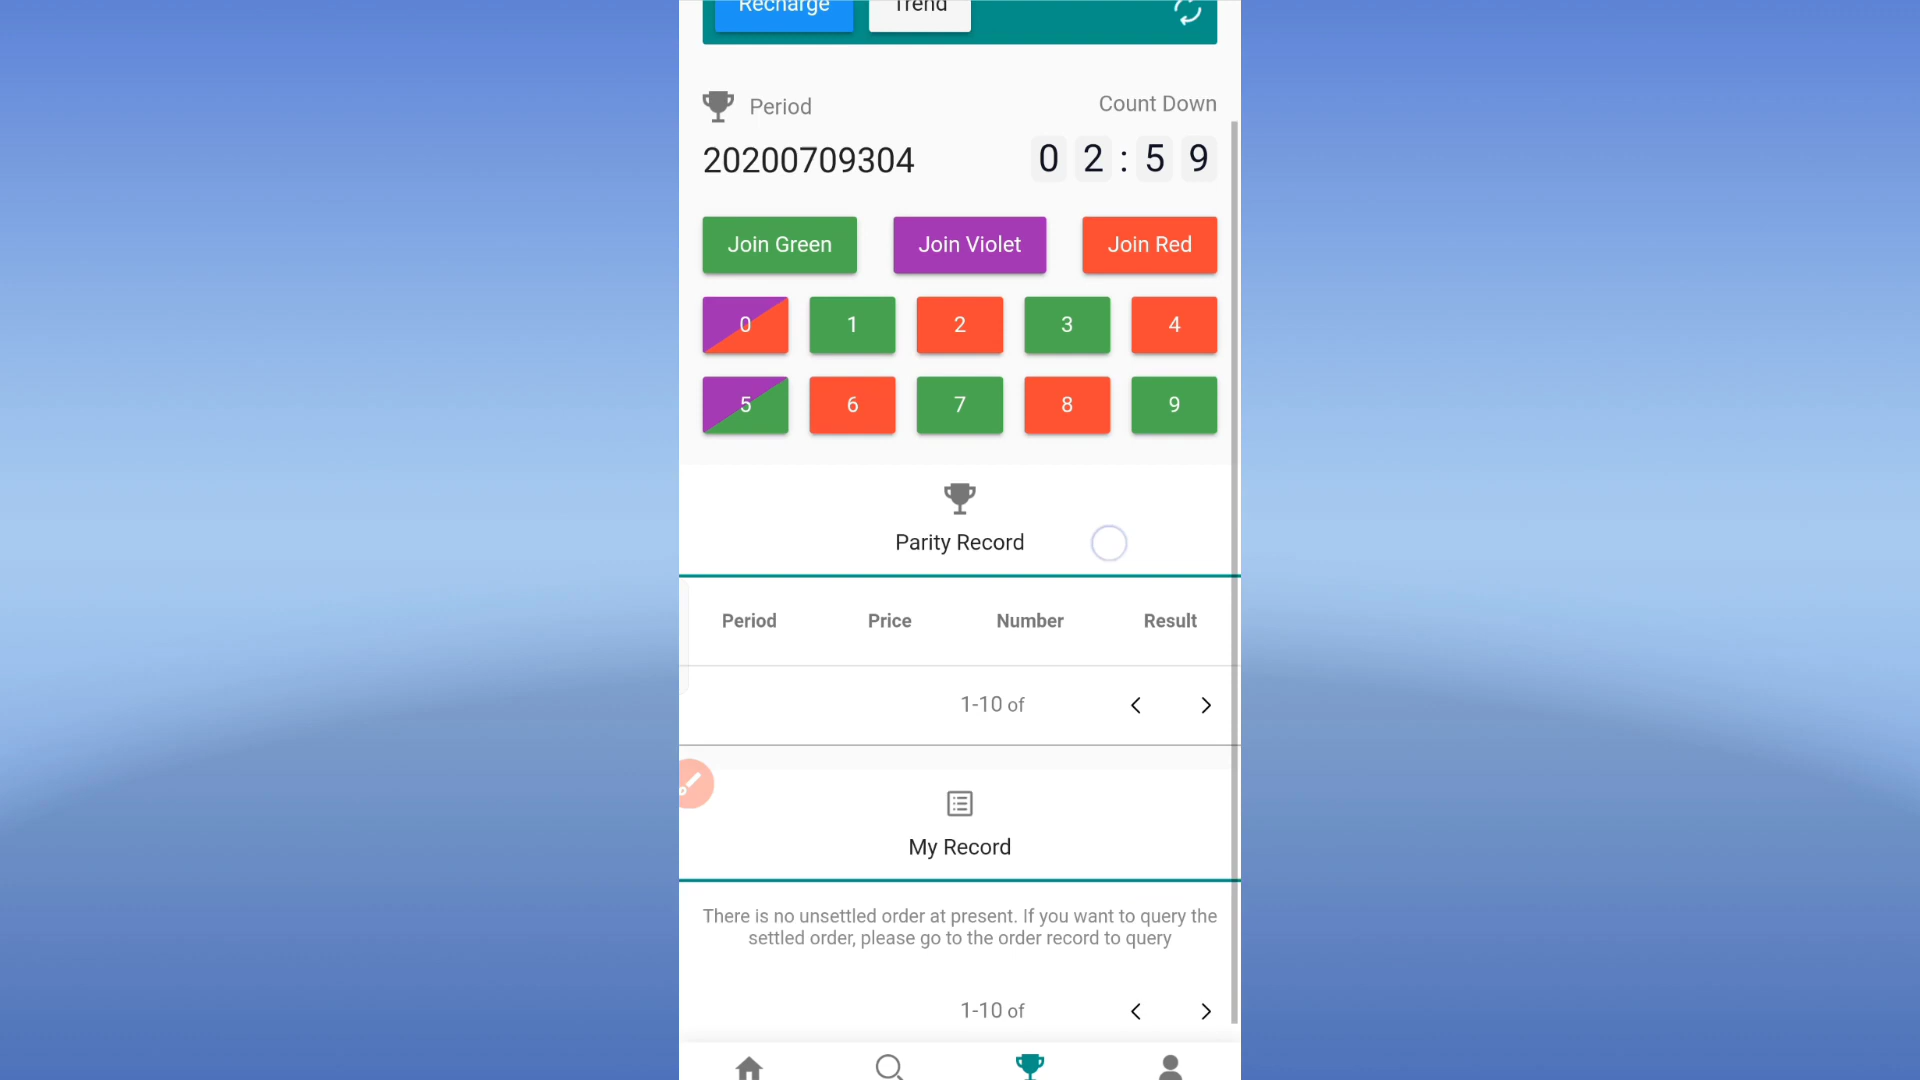 Recharge Trend
Period Count Down
20200709304 0 2 : 5 9
Join Green Join Violet Join Red
0 1 2 3 4
5 6 7 8 9
Parity Record
Period Price Number Result
1-10 of
My Record
There is no unsettled order at present. If you want to query the
settled order, please go to the order record to query
1-10 of